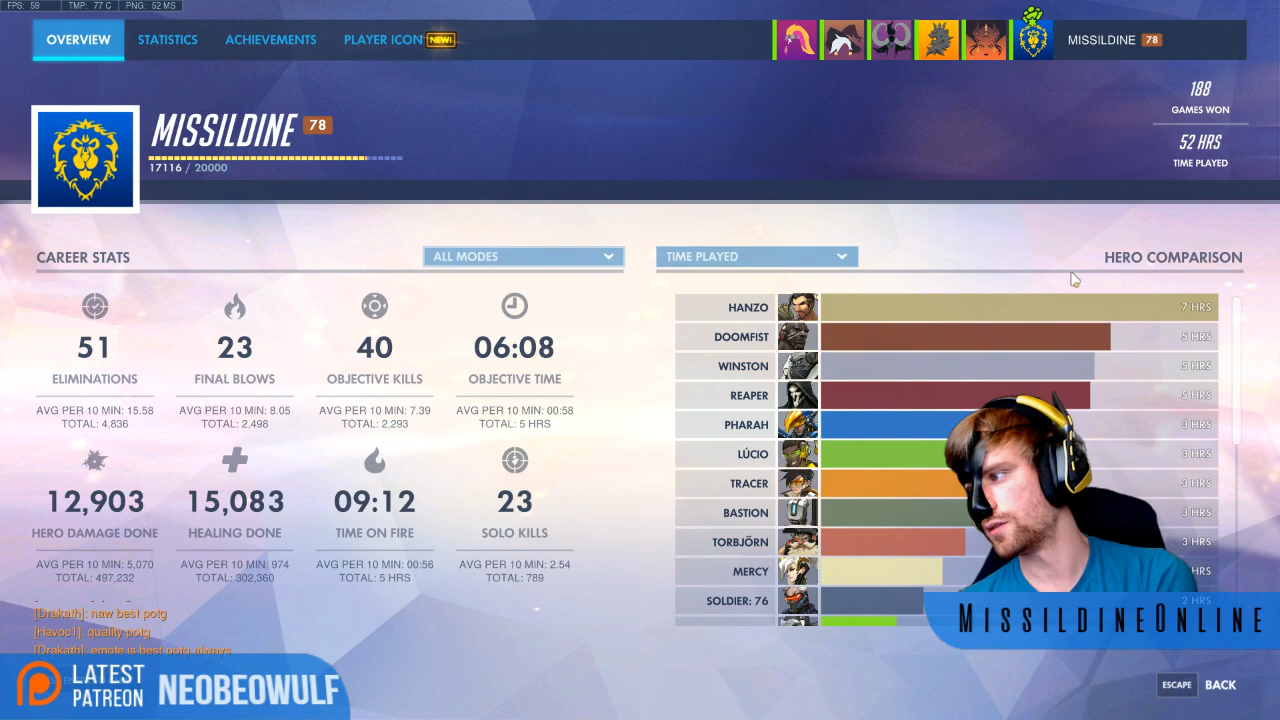 FPS: 59 TMP: 77 C PNG: 52 MS
OVERVIEW STATISTICS ACHIEVEMENTS PLAYER ICON NEW! MISSILDINE 78
188
GAMES WON
52 HRS
TIME PLAYED
MISSILDINE 78
17116 / 20000
CAREER STATS ALL MODES
51 23 40 06:08
ELIMINATIONS FINAL BLOWS OBJECTIVE KILLS OBJECTIVE TIME
AVG PER 10 MIN: 15.58 AVG PER 10 MIN: 8.05 AVG PER 10 MIN: 7.39 AVG PER 10 MIN: 00:58
TOTAL: 4,836 TOTAL: 2,498 TOTAL: 2,293 TOTAL: 5 HRS
12,903 15,083 09:12 23
HERO DAMAGE DONE HEALING DONE TIME ON FIRE SOLO KILLS
AVG PER 10 MIN: 5,070 AVG PER 10 MIN: 974 AVG PER 10 MIN: 00:56 AVG PER 10 MIN: 2.54
TOTAL: 497,232 TOTAL: 302,360 TOTAL: 5 HRS TOTAL: 789
TIME PLAYED HERO COMPARISON
HANZO 7 HRS
DOOMFIST 5 HRS
WINSTON 5 HRS
REAPER 5 HRS
PHARAH 3 HRS
LÚCIO 3 HRS
TRACER 3 HRS
BASTION 3 HRS
TORBJÖRN 3 HRS
MERCY HRS
SOLDIER: 76 2 HRS
[Drakath]: naw best potg
[Havoc1]: quality potg
[Drakath]: emote is best potg always
LATEST
PATREON
NEOBEOWULF
MISSILDINEONLINE
ESCAPE BACK